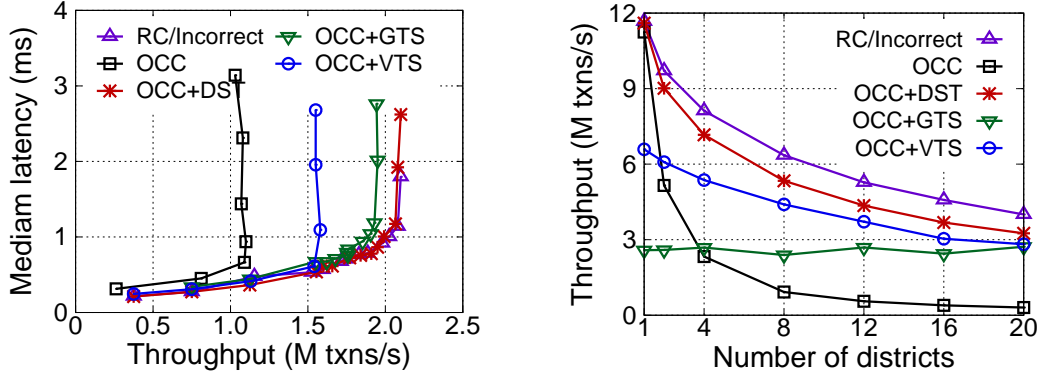 Mediam latency (ms)
4
3
2
1
0
RC/Incorrect
OCC
OCC+DST
OCC+GTS
OCC+VTS
0.5
1.0
1.5
2.0
2.5
Throughput (M txns/s)
Throughput (M txns/s)
12
9
6
3
0
RC/Incorrect
OCC
OCC+DST
OCC+GTS
OCC+VTS
1
4
8
12
16
20
Number of districts